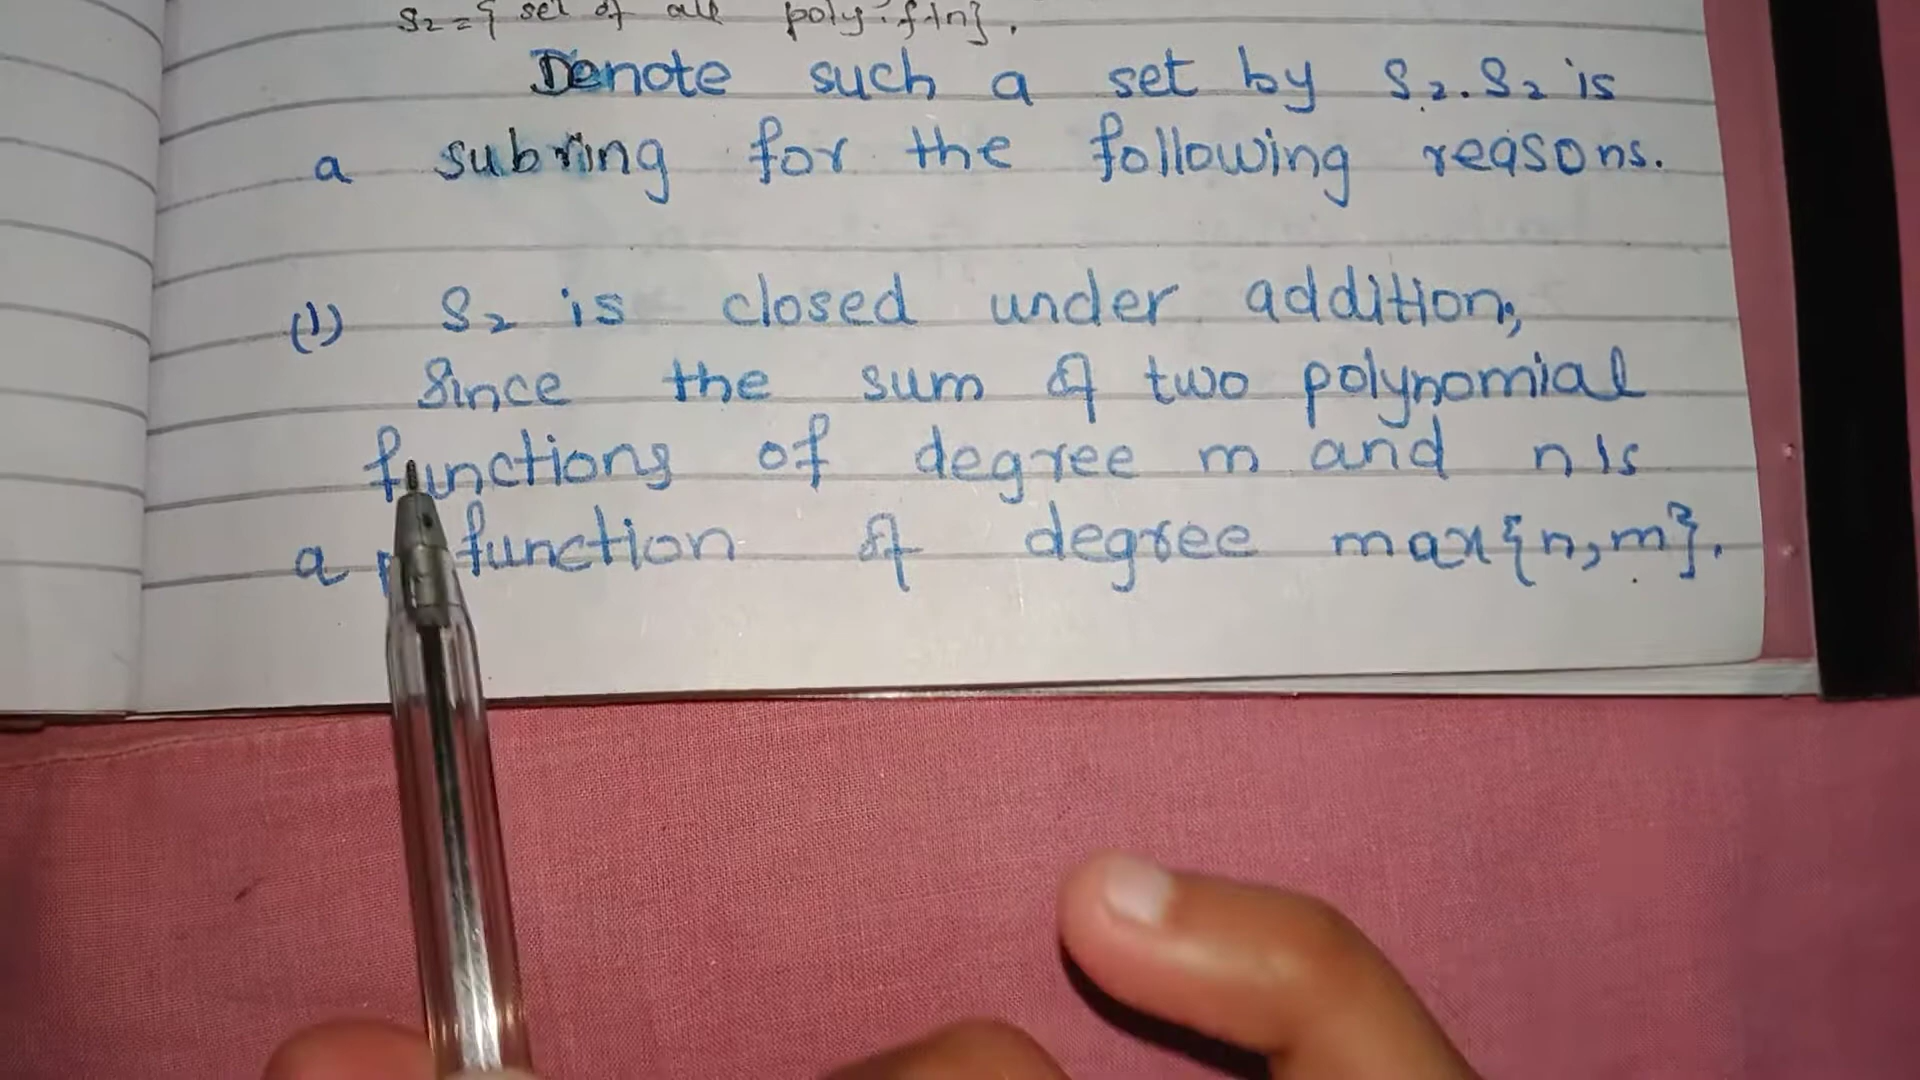 S₂ = { set of all poly. fⁿ }.
Denote such a set by S₂. S₂ is
a subring for the following reasons.
(1) S₂ is closed under addition,
Since the sum of two polynomial
functions of degree m and n is
a function of degree max{n,m}.